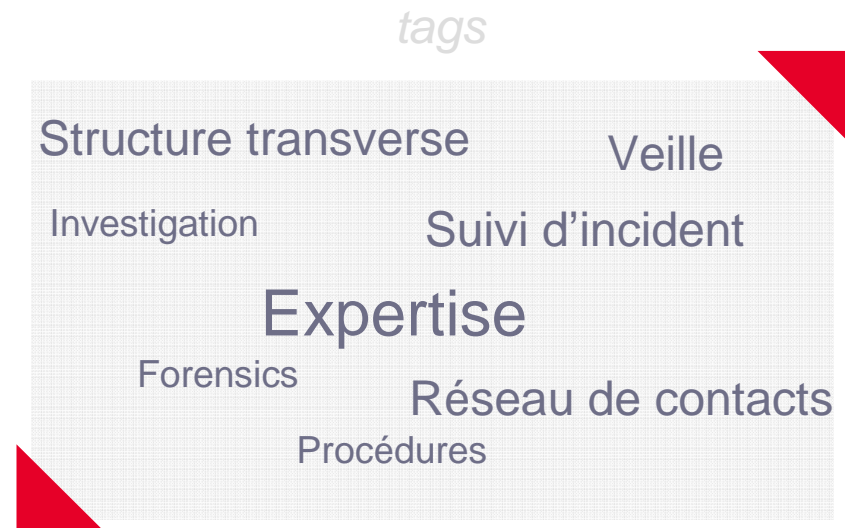 tags
Structure transverse
Veille
Investigation
Suivi d’incident
Expertise
Forensics
Réseau de contacts
Procédures